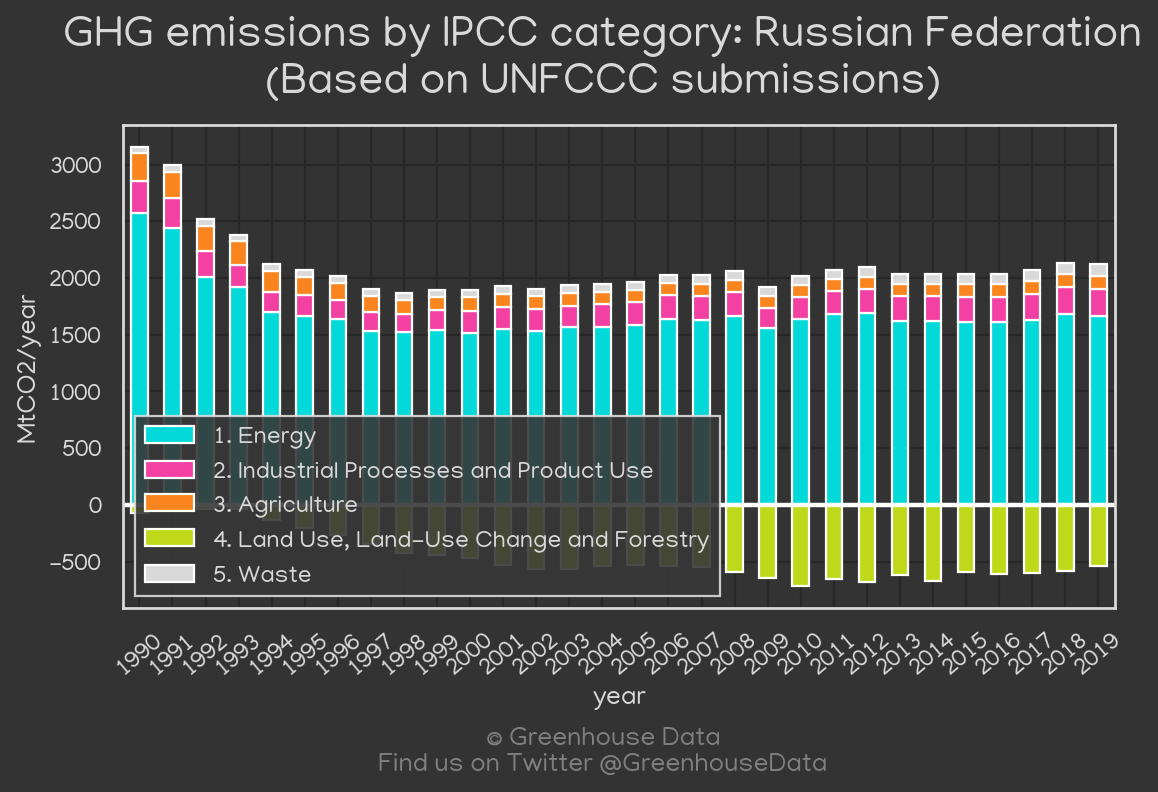 GHG emissions by IPCC category: Russian Federation
(Based on UNFCCC submissions)
MtCO2/year
3000
2500
2000
1500
1000
500
0
−500
1. Energy
2. Industrial Processes and Product Use
3. Agriculture
4. Land Use, Land-Use Change and Forestry
5. Waste
1990 1991 1992 1993 1994 1995 1996 1997 1998 1999 2000 2001 2002 2003 2004 2005 2006 2007 2008 2009 2010 2011 2012 2013 2014 2015 2016 2017 2018 2019
year
© Greenhouse Data
Find us on Twitter @GreenhouseData